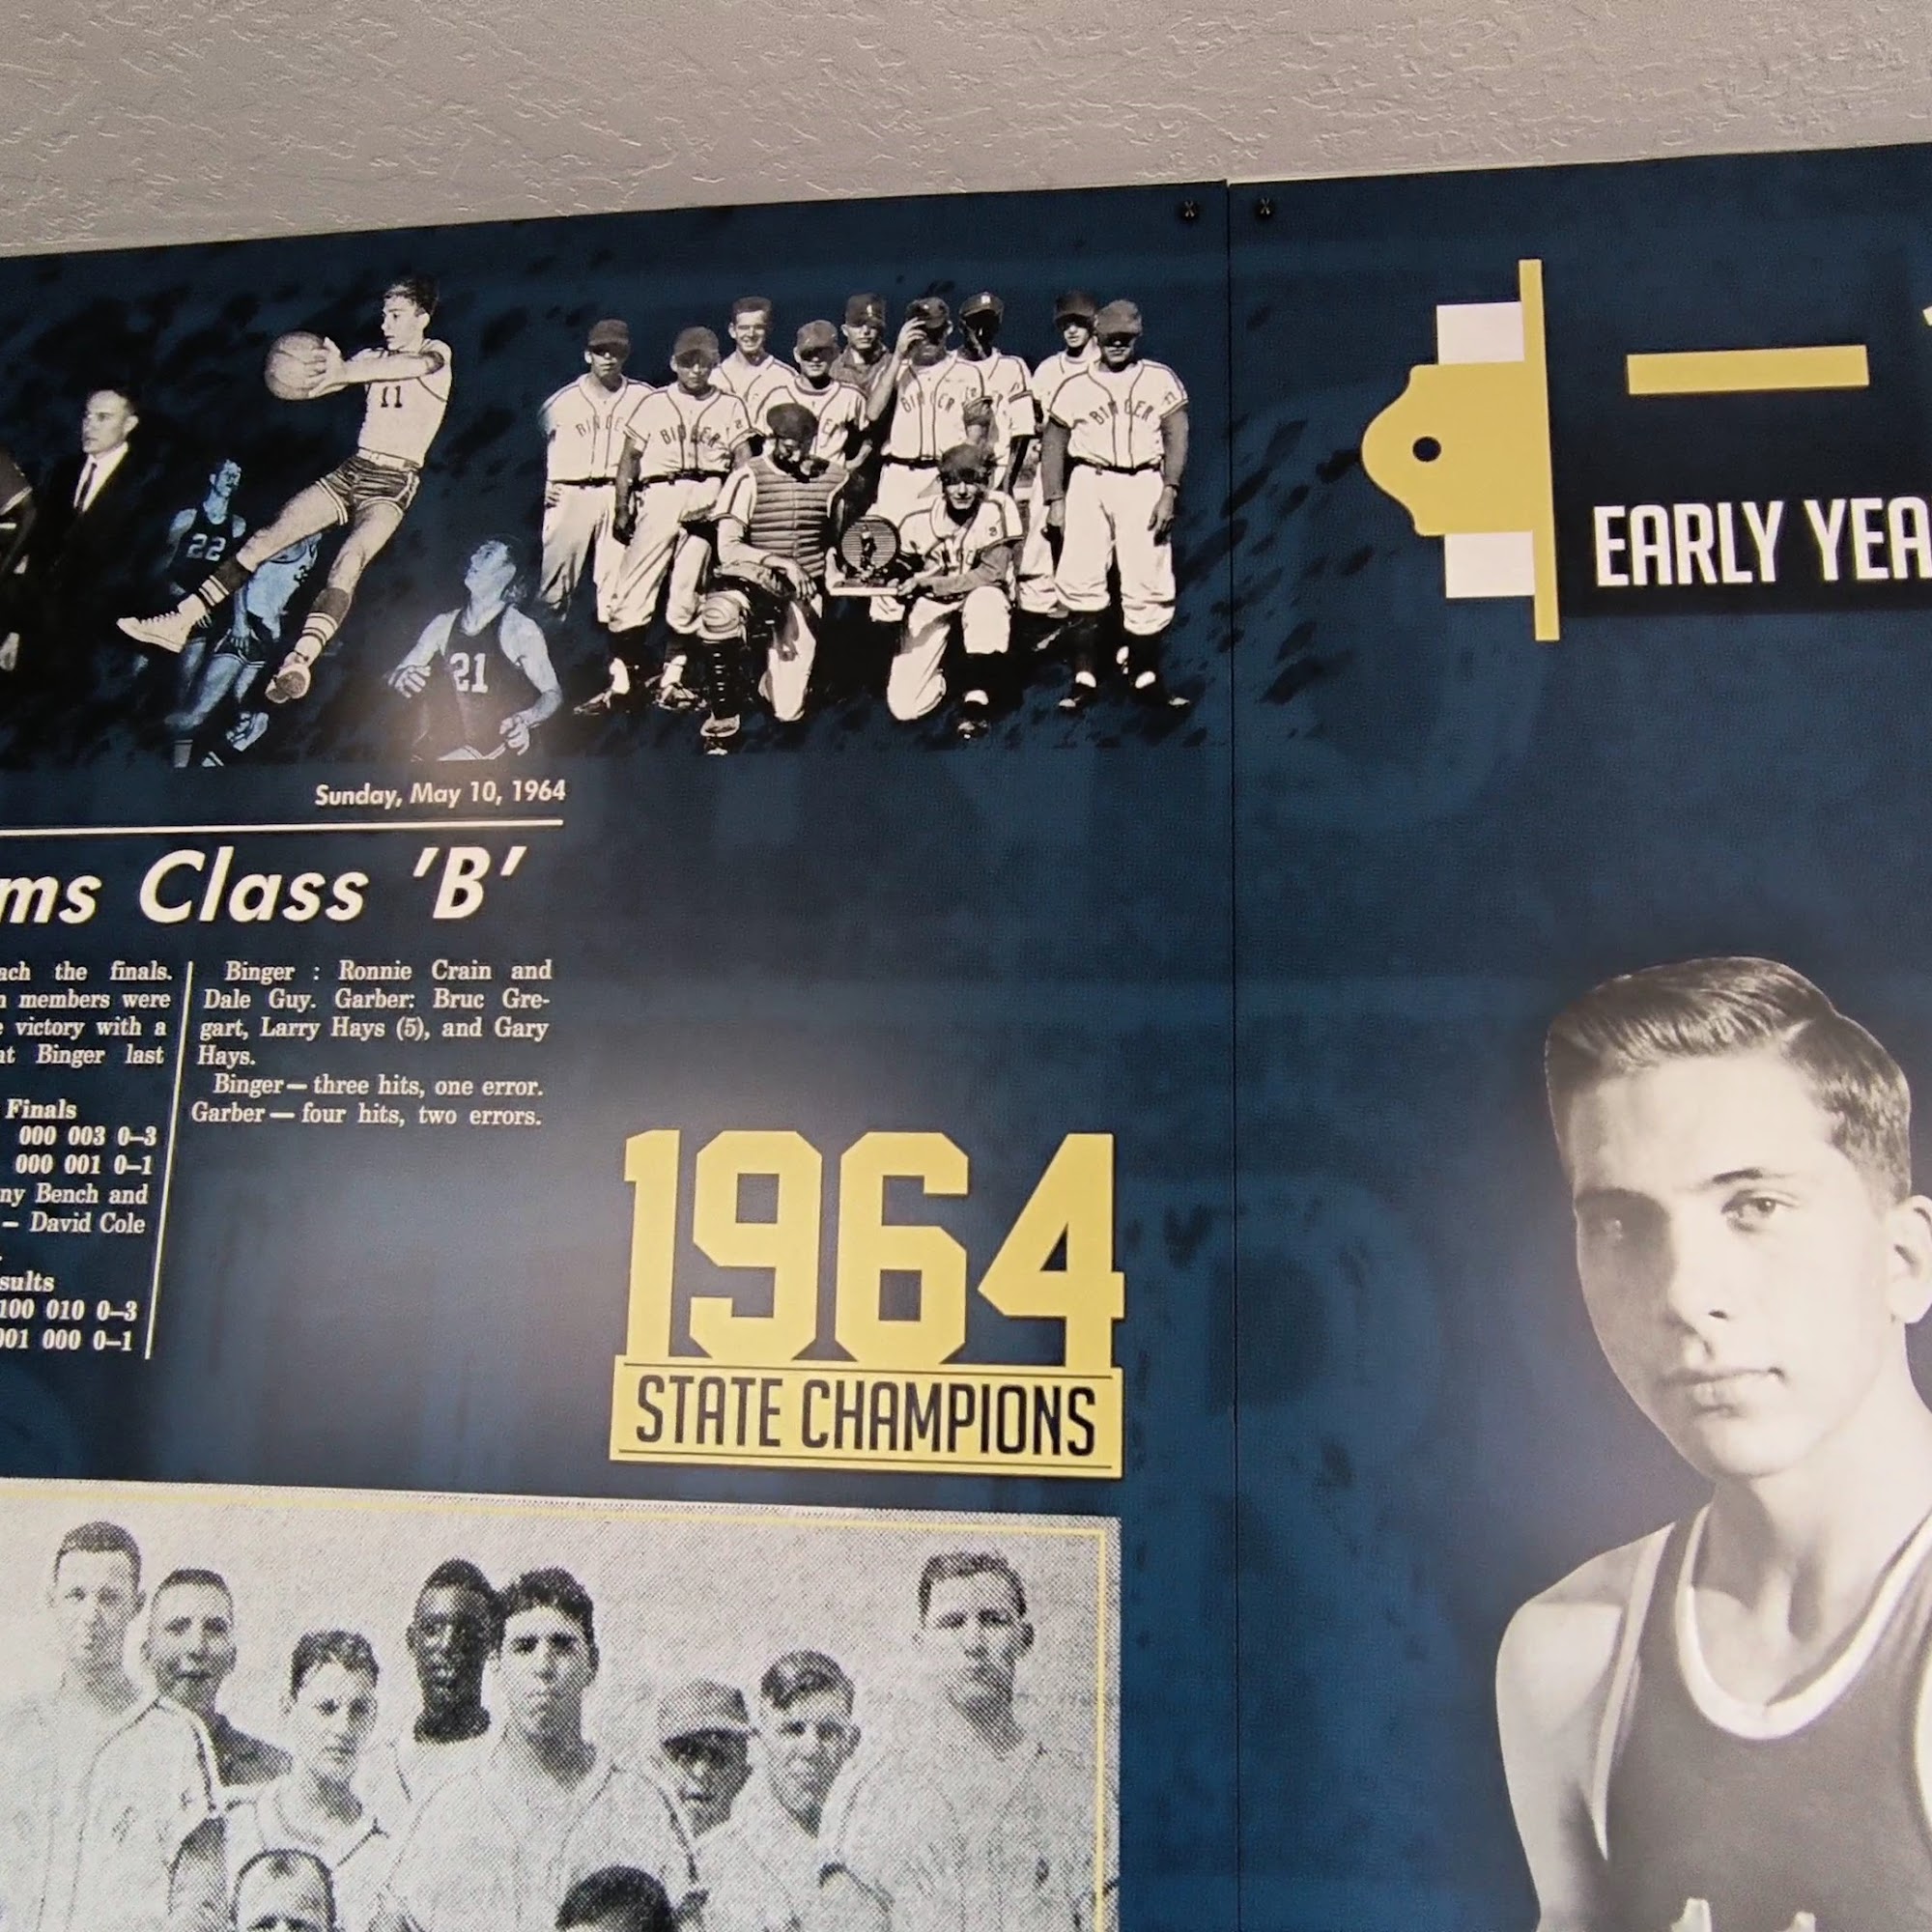 11
22
21
BINGER
BINGER
BINGER
BINGER
EARLY YEA
Sunday, May 10, 1964
ms Class 'B'
ach the finals.
members were
victory with a
at Binger last
Finals
000 003 0–3
000 001 0–1
ny Bench and
– David Cole
sults
100 010 0–3
001 000 0–1
Binger : Ronnie Crain and
Dale Guy. Garber: Bruc Gre-
gart, Larry Hays (5), and Gary
Hays.
Binger — three hits, one error.
Garber — four hits, two errors.
1964
STATE CHAMPIONS